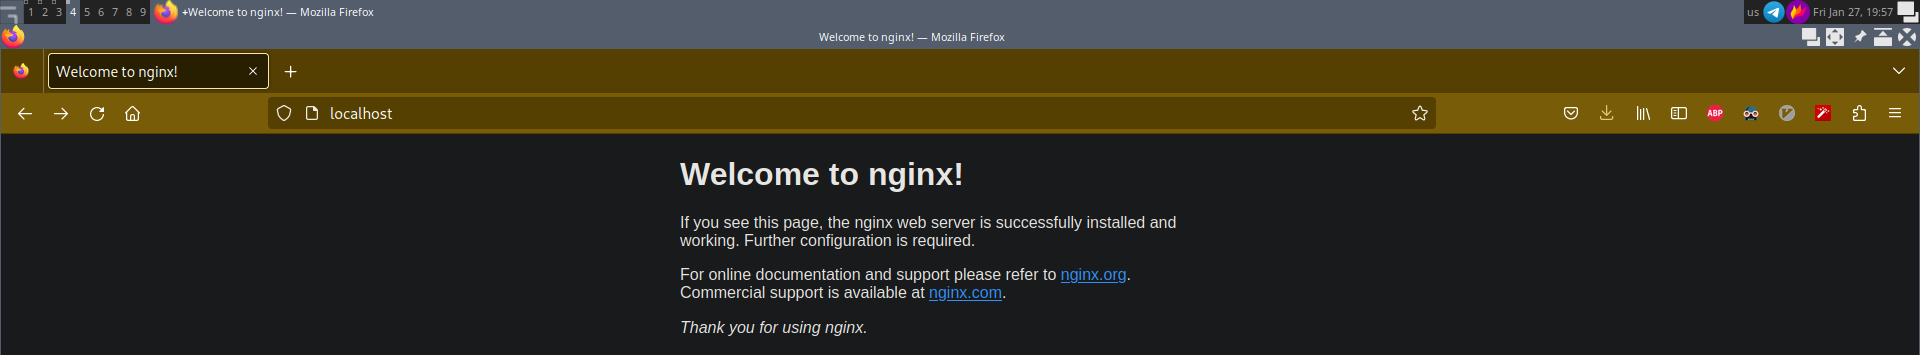 1 2 3 4 5 6 7 8 9 +Welcome to nginx! — Mozilla Firefox us Fri Jan 27, 19:57
Welcome to nginx! — Mozilla Firefox
Welcome to nginx!
localhost ABP
Welcome to nginx!
If you see this page, the nginx web server is successfully installed and
working. Further configuration is required.
For online documentation and support please refer to nginx.org.
Commercial support is available at nginx.com.
Thank you for using nginx.